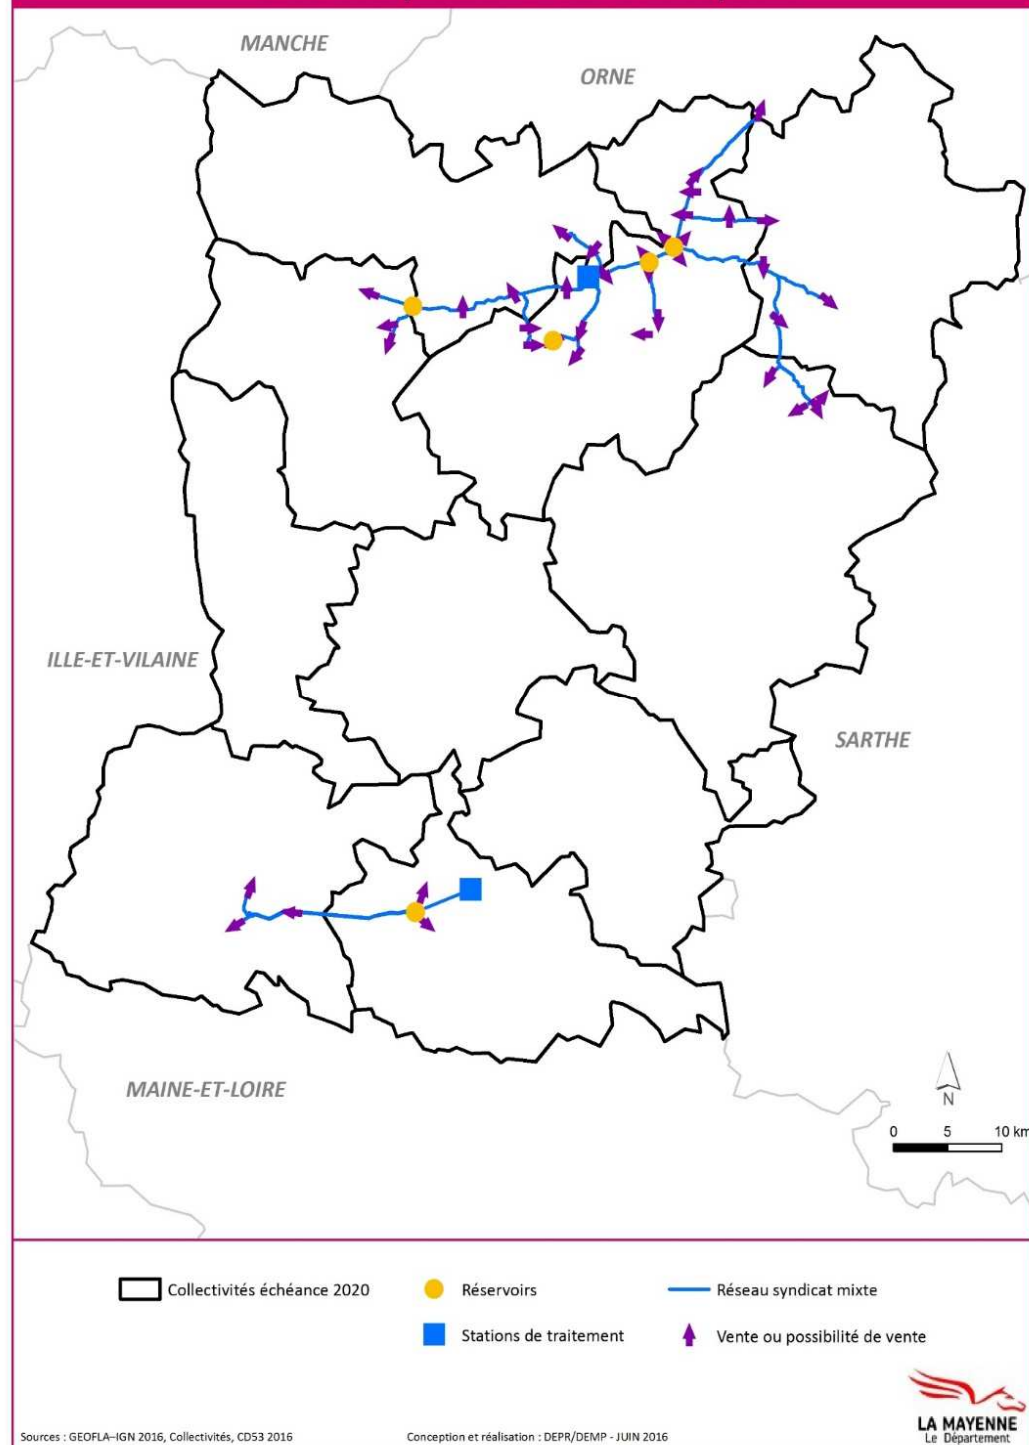 MANCHE
ORNE
ILLE-ET-VILAINE
SARTHE
MAINE-ET-LOIRE
N
0 5 10 km
Collectivités échéance 2020
Réservoirs
Réseau syndicat mixte
Stations de traitement
Vente ou possibilité de vente
LA MAYENNE
Le Département
Sources : GEOFLA–IGN 2016, Collectivités, CD53 2016
Conception et réalisation : DEPR/DEMP - JUIN 2016